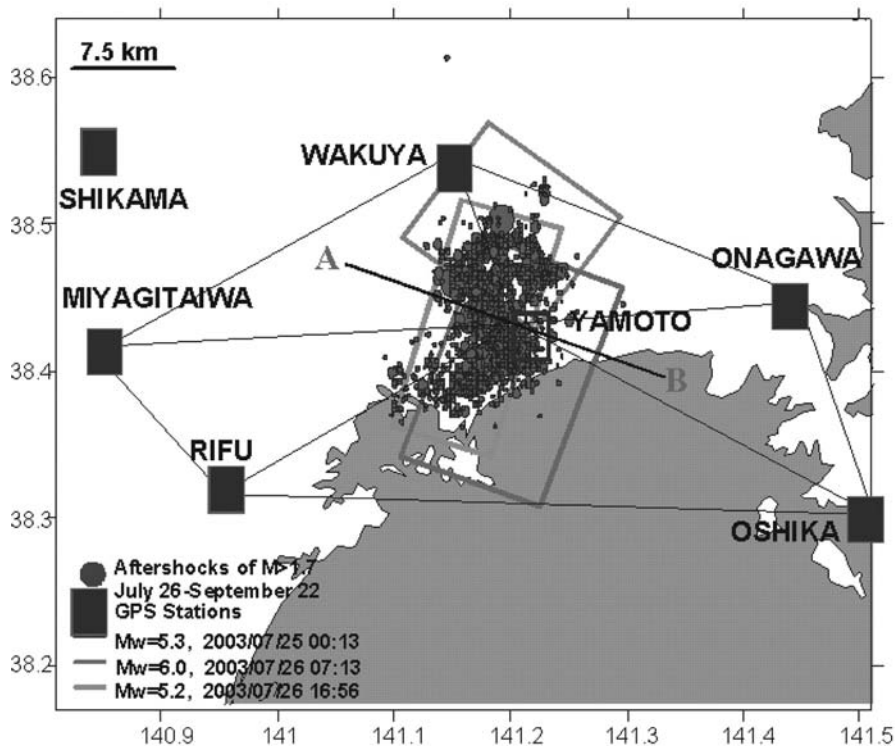 7.5 km
38.6
WAKUYA
SHIKAMA
38.5
A
ONAGAWA
MIYAGITAIWA
YAMOTO
38.4
B
RIFU
38.3
OSHIKA
Aftershocks of M>1.7
July 26-September 22
GPS Stations
Mw=5.3, 2003/07/25 00:13
Mw=6.0, 2003/07/26 07:13
Mw=5.2, 2003/07/26 16:56
38.2
140.9 141 141.1 141.2 141.3 141.4 141.5